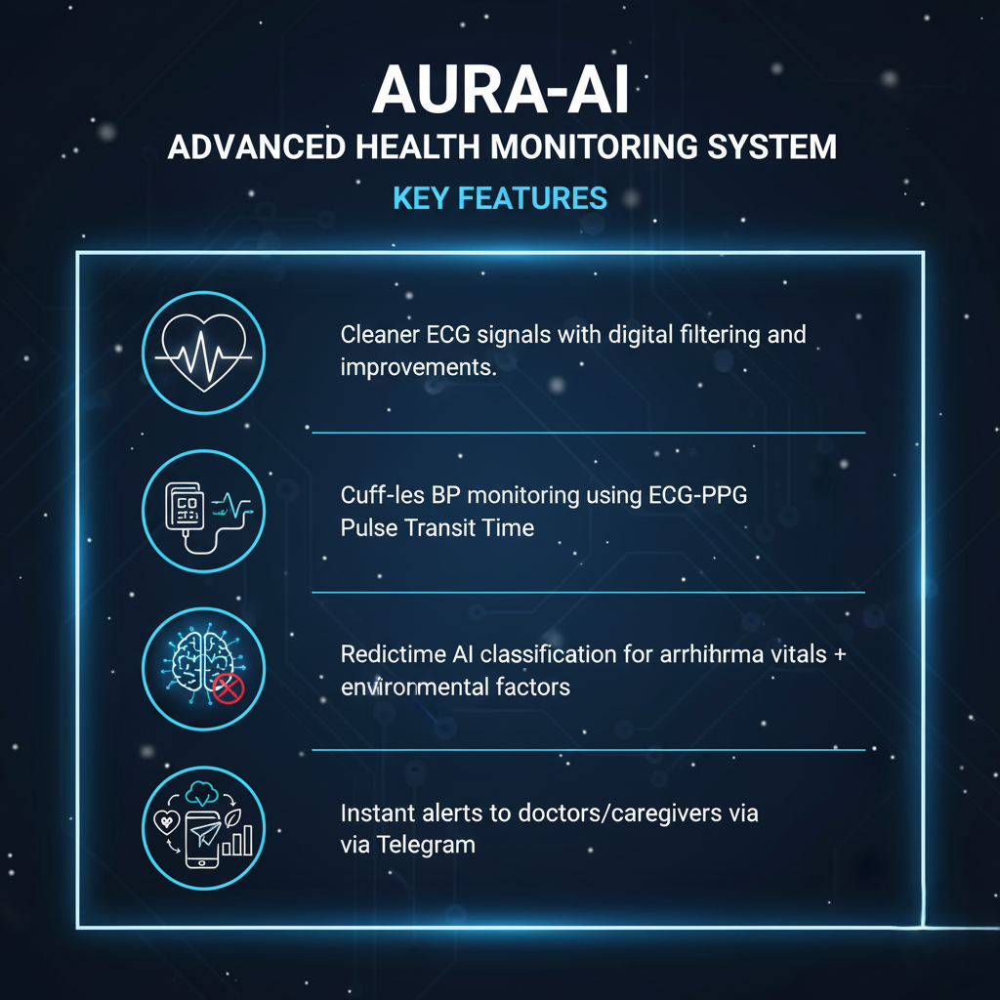 AURA-AI
ADVANCED HEALTH MONITORING SYSTEM
KEY FEATURES
Cleaner ECG signals with digital filtering and
improvements.
Cuff-les BP monitoring using ECG-PPG
Pulse Transit Time
Redictime AI classification for arrhihrma vitals +
environmental factors
Instant alerts to doctors/caregivers via
via Telegram